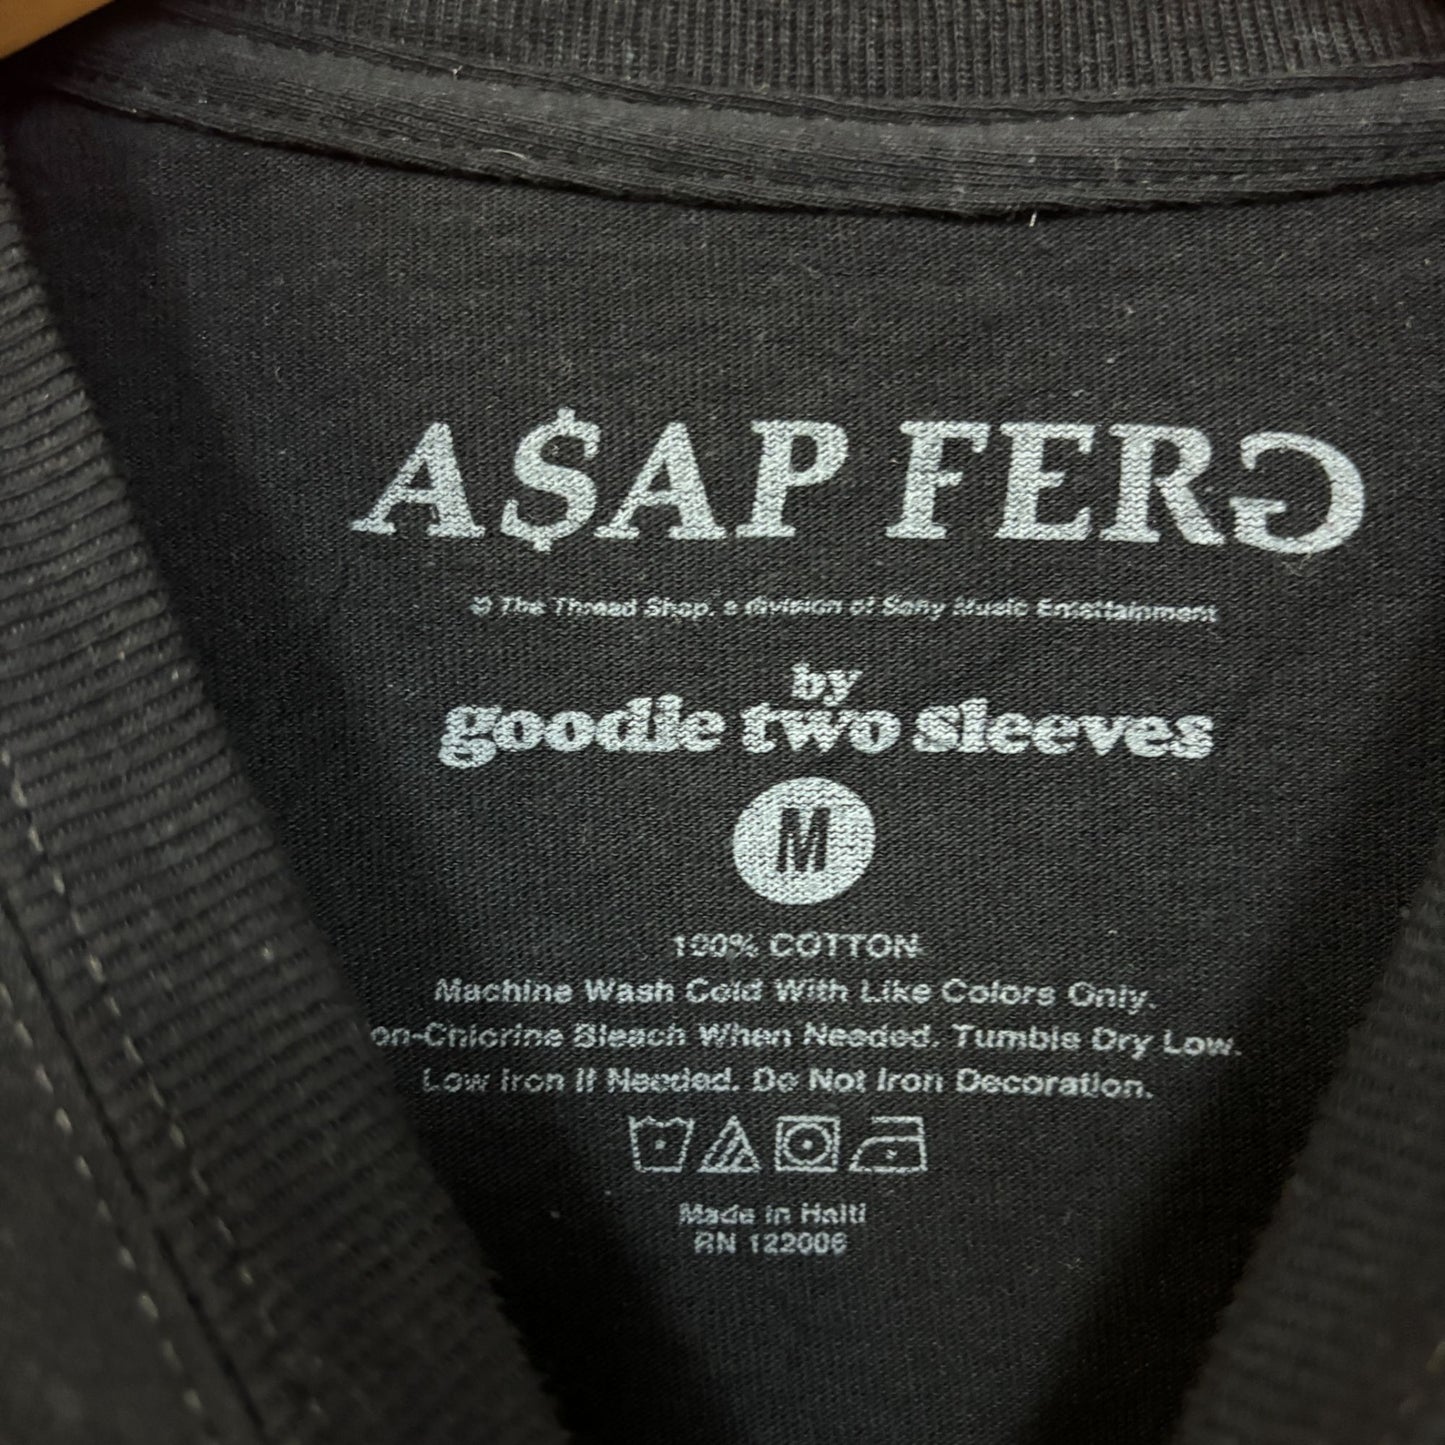 A$AP FERG
© The Thread Shop, a division of Sony Music Entertainment
by
goodie two sleeves
M
100% COTTON
Machine Wash Cold With Like Colors Only.
on-Chlorine Bleach When Needed. Tumble Dry Low.
Low Iron If Needed. Do Not Iron Decoration.
Made in Haiti
RN 122006